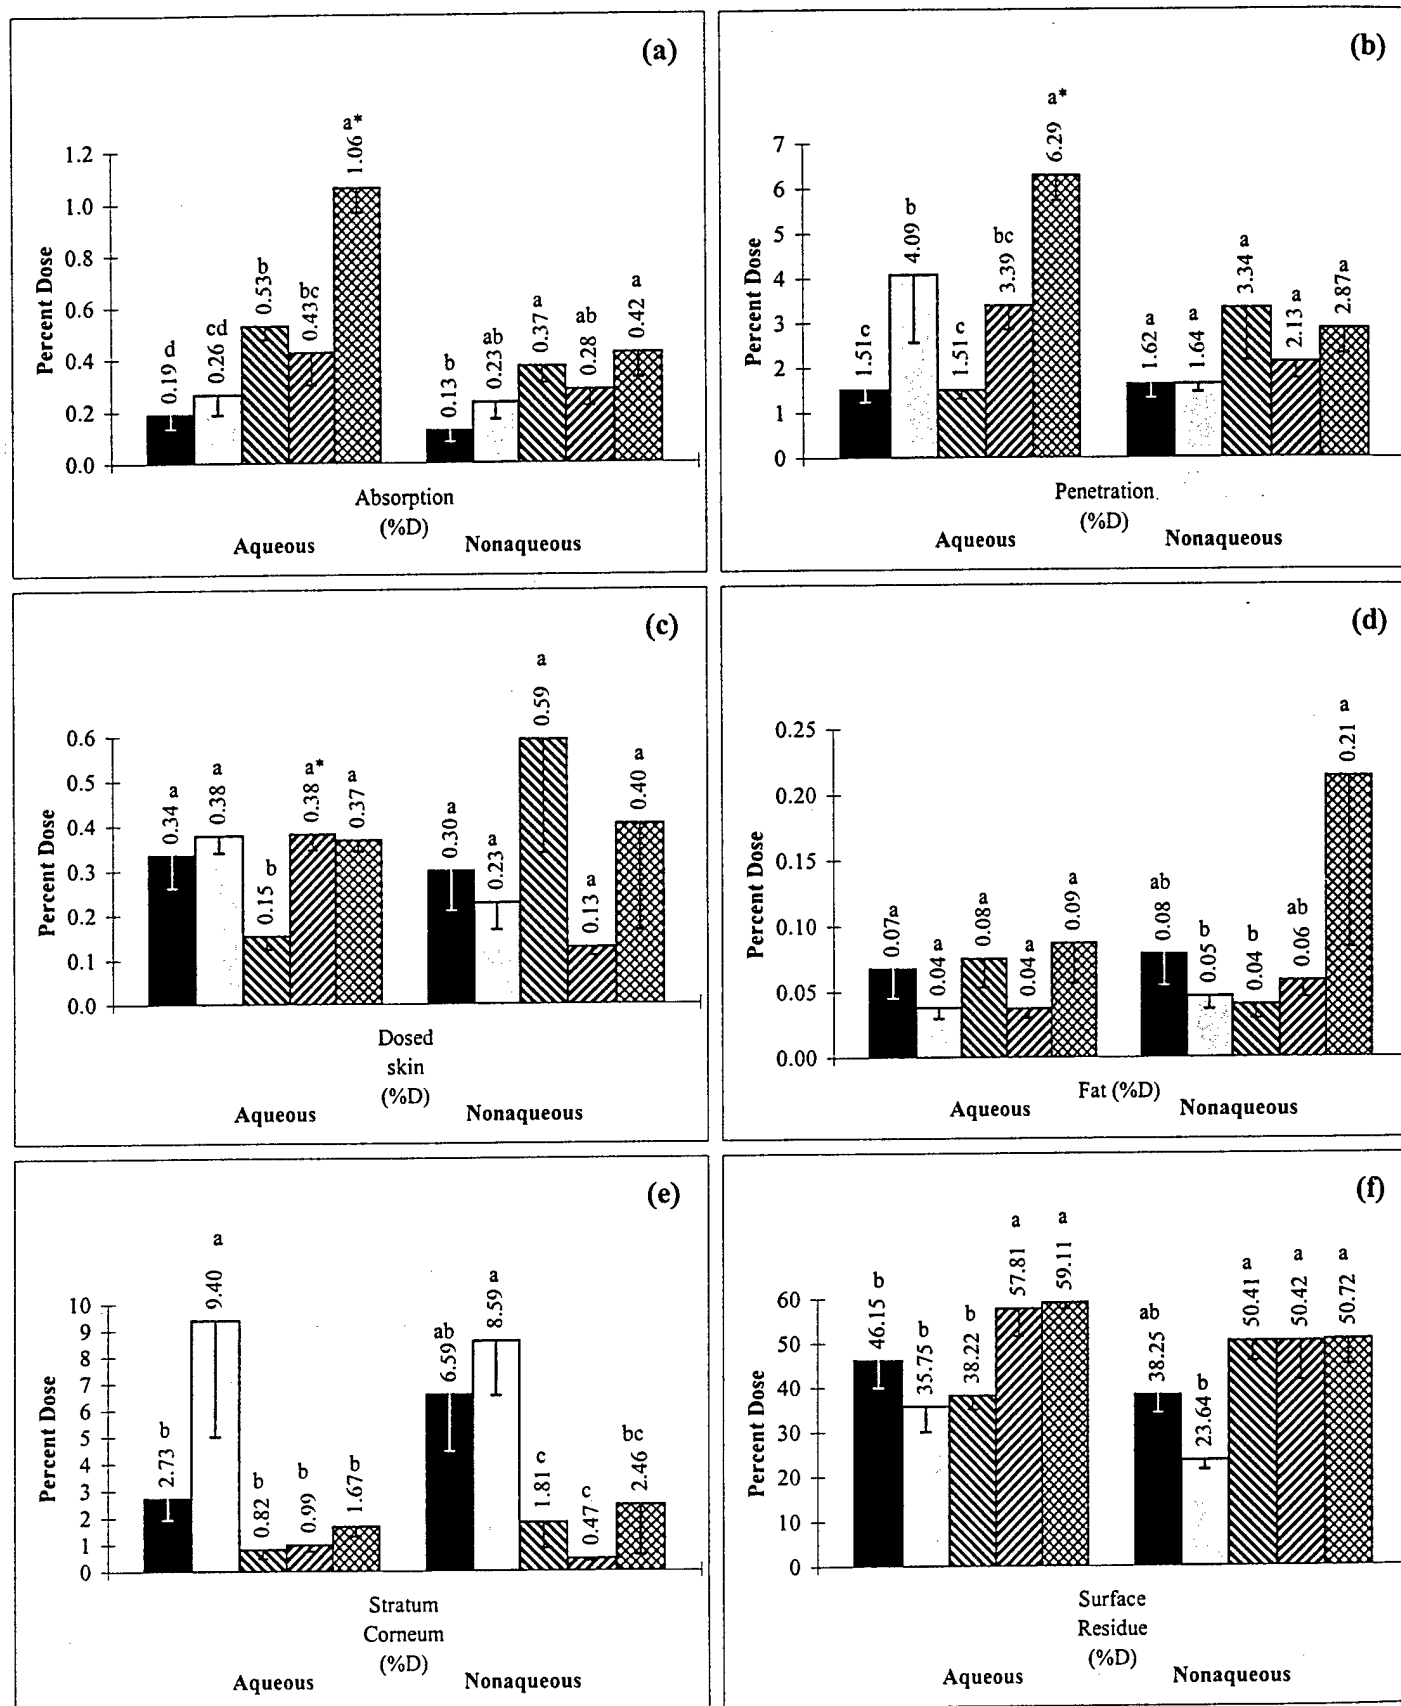 (a)
Percent Dose
1.2
1.0
0.8
0.6
0.4
0.2
0.0
0.19 d
0.26 cd
0.53 b
0.43 bc
1.06 a*
0.13 b
0.23 ab
0.37 a
0.28 ab
0.42 a
Absorption
(%D)
Aqueous Nonaqueous
(b)
Percent Dose
7
6
5
4
3
2
1
0
1.51 c
4.09 b
1.51 c
3.39 bc
6.29 a*
1.62 a
1.64 a
3.34 a
2.13 a
2.87 a
Penetration
(%D)
Aqueous Nonaqueous
(c)
Percent Dose
0.6
0.5
0.4
0.3
0.2
0.1
0.0
0.34 a
0.38 a
0.15 b
0.38 a*
0.37 a
0.30 a
0.23 a
0.59 a
0.13 a
0.40 a
Dosed
skin
(%D)
Aqueous Nonaqueous
(d)
Percent Dose
0.25
0.20
0.15
0.10
0.05
0.00
0.07 a
0.04 a
0.08 a
0.04 a
0.09 a
0.08 ab
0.05 b
0.04 b
0.06 ab
0.21 a
Fat (%D)
Aqueous Nonaqueous
(e)
Percent Dose
10
9
8
7
6
5
4
3
2
1
0
2.73 b
9.40 a
0.82 b
0.99 b
1.67 b
6.59 ab
8.59 a
1.81 c
0.47 c
2.46 bc
Stratum
Corneum
(%D)
Aqueous Nonaqueous
(f)
Percent Dose
60
50
40
30
20
10
0
46.15 b
35.75 b
38.22 b
57.81 a
59.11 a
38.25 ab
23.64 b
50.41 a
50.42 a
50.72 a
Surface
Residue
(%D)
Aqueous Nonaqueous